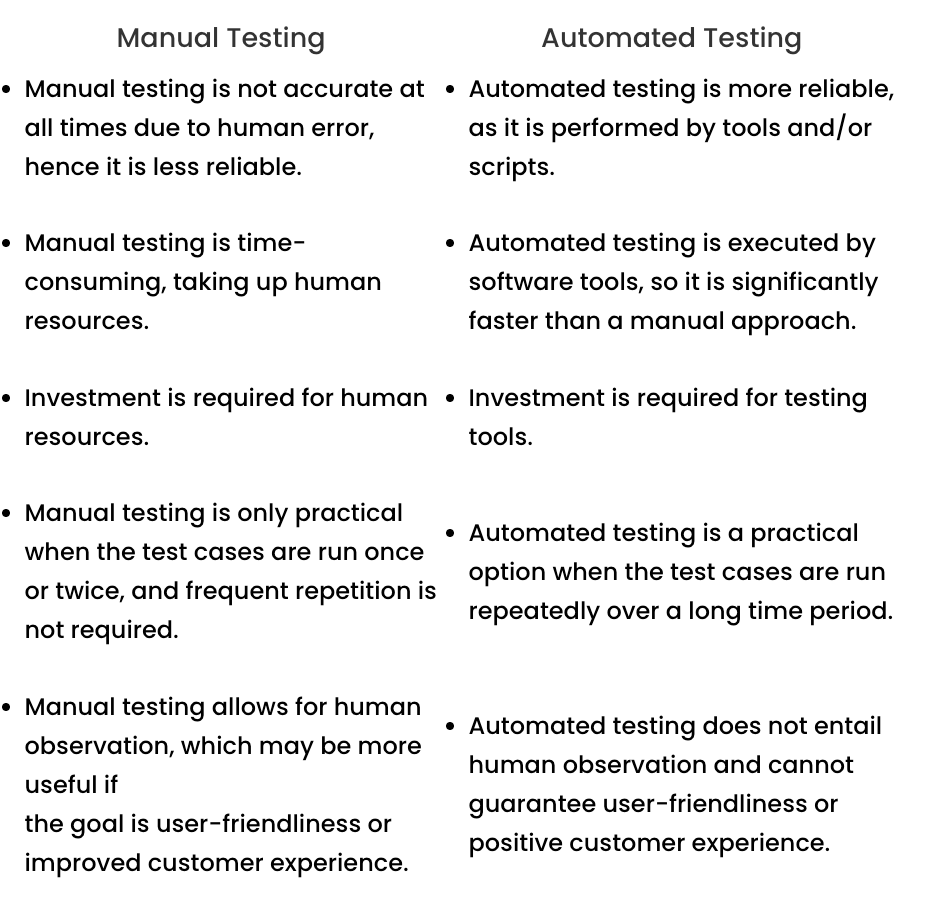 Manual Testing
Automated Testing
• Manual testing is not accurate at
all times due to human error,
hence it is less reliable.
• Automated testing is more reliable,
as it is performed by tools and/or
scripts.
• Manual testing is time-
consuming, taking up human
resources.
• Automated testing is executed by
software tools, so it is significantly
faster than a manual approach.
• Investment is required for human
resources.
• Investment is required for testing
tools.
• Manual testing is only practical
when the test cases are run once
or twice, and frequent repetition is
not required.
• Automated testing is a practical
option when the test cases are run
repeatedly over a long time period.
• Manual testing allows for human
observation, which may be more
useful if
the goal is user-friendliness or
improved customer experience.
• Automated testing does not entail
human observation and cannot
guarantee user-friendliness or
positive customer experience.